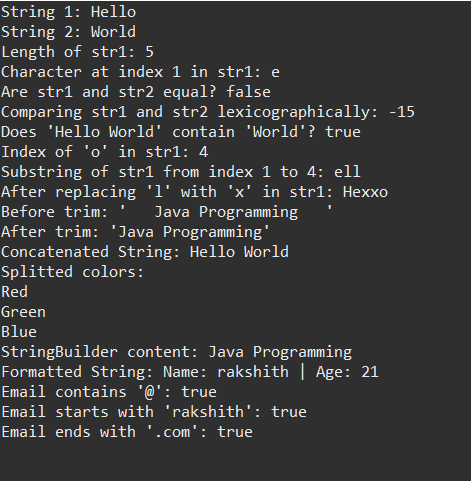 String 1: Hello
String 2: World
Length of str1: 5
Character at index 1 in str1: e
Are str1 and str2 equal? false
Comparing str1 and str2 lexicographically: -15
Does 'Hello World' contain 'World'? true
Index of 'o' in str1: 4
Substring of str1 from index 1 to 4: ell
After replacing 'l' with 'x' in str1: Hexxo
Before trim: '   Java Programming   '
After trim: 'Java Programming'
Concatenated String: Hello World
Splitted colors:
Red
Green
Blue
StringBuilder content: Java Programming
Formatted String: Name: rakshith | Age: 21
Email contains '@': true
Email starts with 'rakshith': true
Email ends with '.com': true